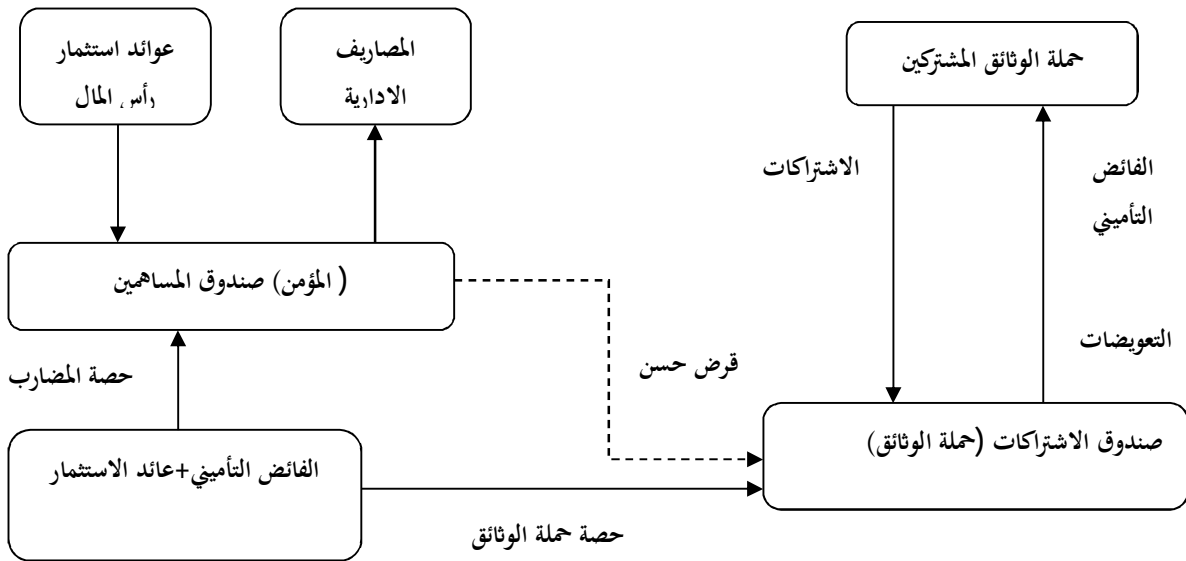 حملة الوثائق المشتركين
المصاريف
الادارية
عوائد استثمار
رأس المال
الفائض
التأميني
الاشتراكات
( المؤمن) صندوق المساهمين
التعويضات
قرض حسن
حصة المضارب
صندوق الاشتراكات (حملة الوثائق)
الفائض التأميني+عائد الاستثمار
حصة حملة الوثائق